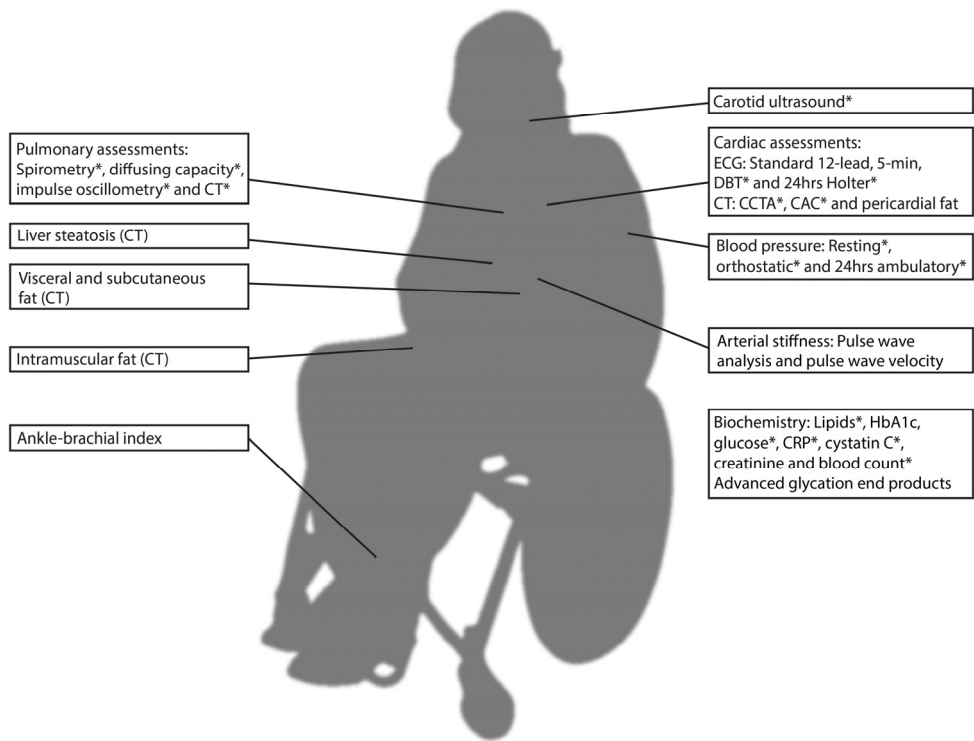 Pulmonary assessments:
Spirometry*, diffusing capacity*,
impulse oscillometry* and CT*
Liver steatosis (CT)
Visceral and subcutaneous
fat (CT)
Intramuscular fat (CT)
Ankle-brachial index
Carotid ultrasound*
Cardiac assessments:
ECG: Standard 12-lead, 5-min,
DBT* and 24hrs Holter*
CT: CCTA*, CAC* and pericardial fat
Blood pressure: Resting*,
orthostatic* and 24hrs ambulatory*
Arterial stiffness: Pulse wave
analysis and pulse wave velocity
Biochemistry: Lipids*, HbA1c,
glucose*, CRP*, cystatin C*,
creatinine and blood count*
Advanced glycation end products